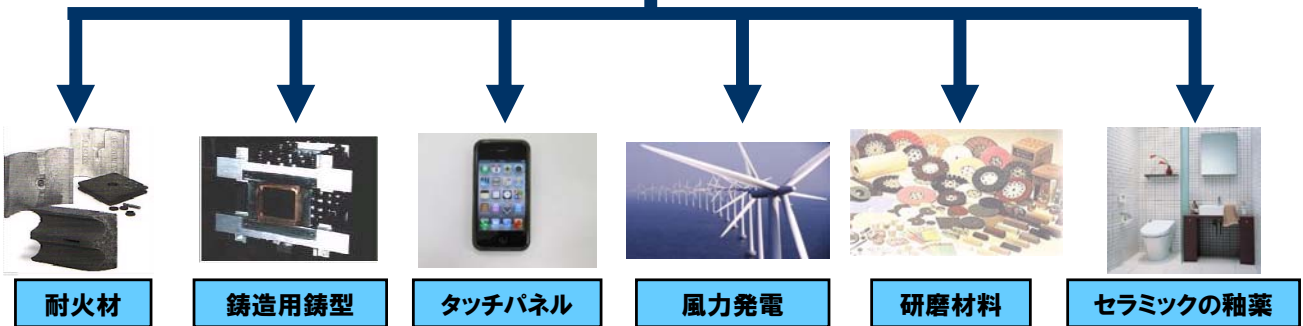 耐火材
鋳造用鋳型
タッチパネル
風力発電
研磨材料
セラミックの釉薬